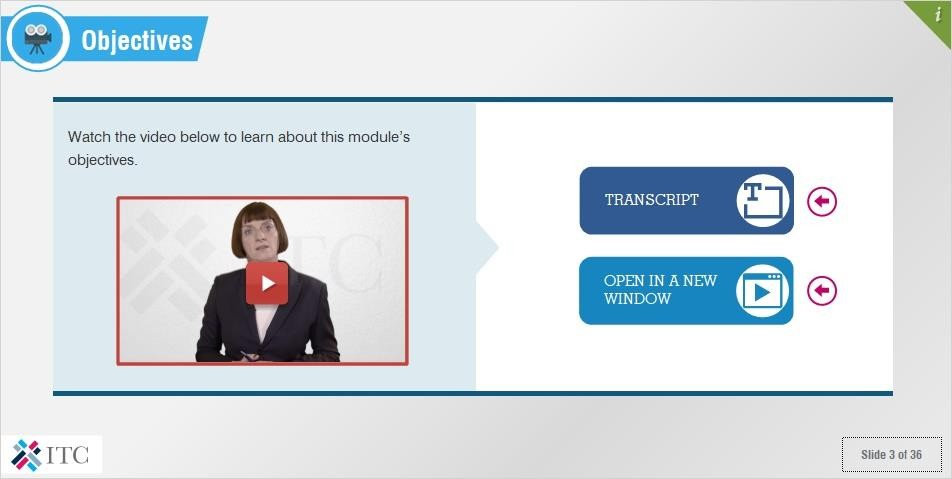 i
Objectives
Watch the video below to learn about this module's
objectives.
ITC
TRANSCRIPT
T
OPEN IN A NEW
WINDOW
ITC
Slide 3 of 36